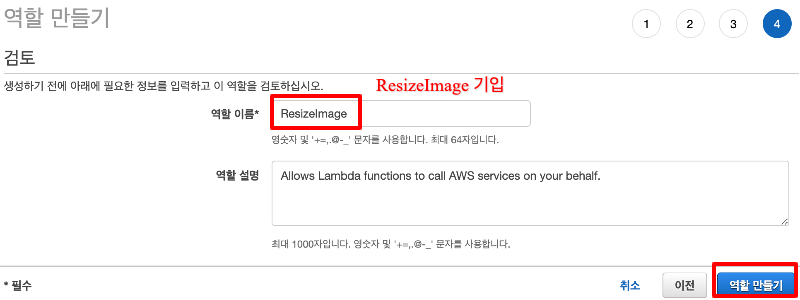 역할 만들기
1 2 3 4
검토
생성하기 전에 아래에 필요한 정보를 입력하고 이 역할을 검토하십시오.
ResizeImage 기입
역할 이름* ResizeImage
영숫자 및 '+=,.@-_' 문자를 사용합니다. 최대 64자입니다.
역할 설명 Allows Lambda functions to call AWS services on your behalf.
최대 1000자입니다. 영숫자 및 '+=,.@-_' 문자를 사용합니다.
* 필수 취소 이전 역할 만들기